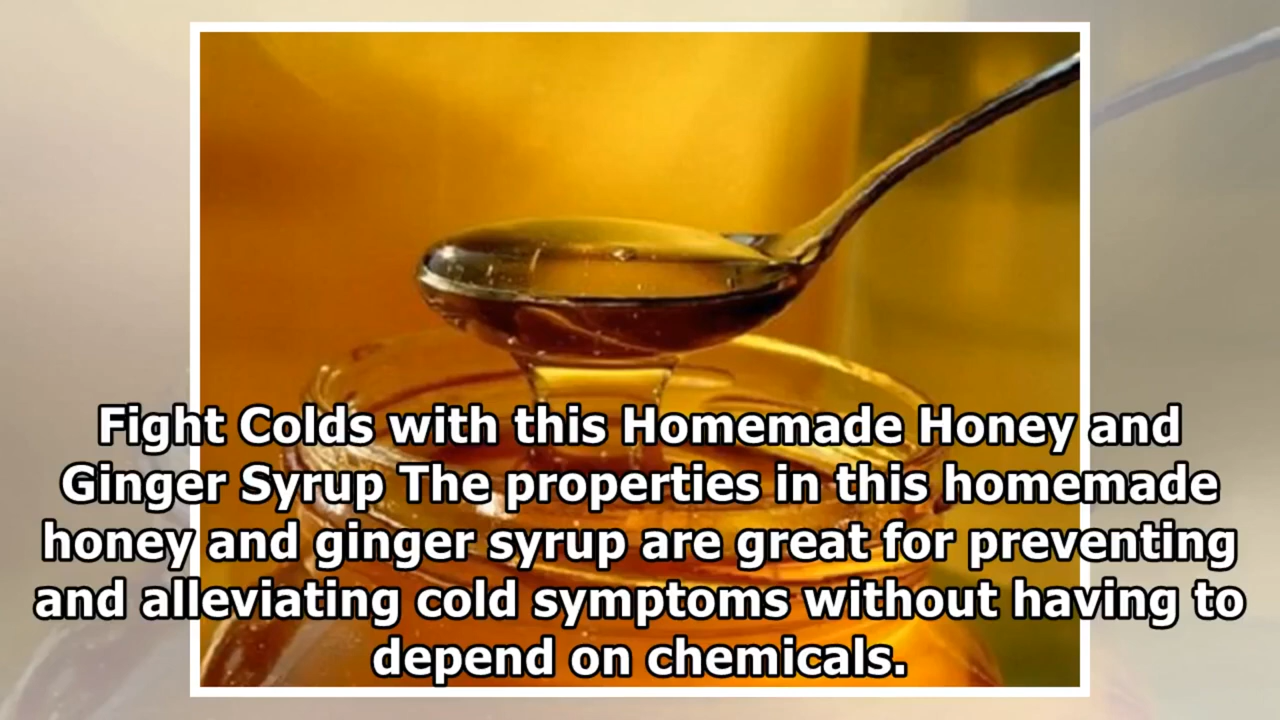 Fight Colds with this Homemade Honey and
Ginger Syrup The properties in this homemade
honey and ginger syrup are great for preventing
and alleviating cold symptoms without having to
depend on chemicals.